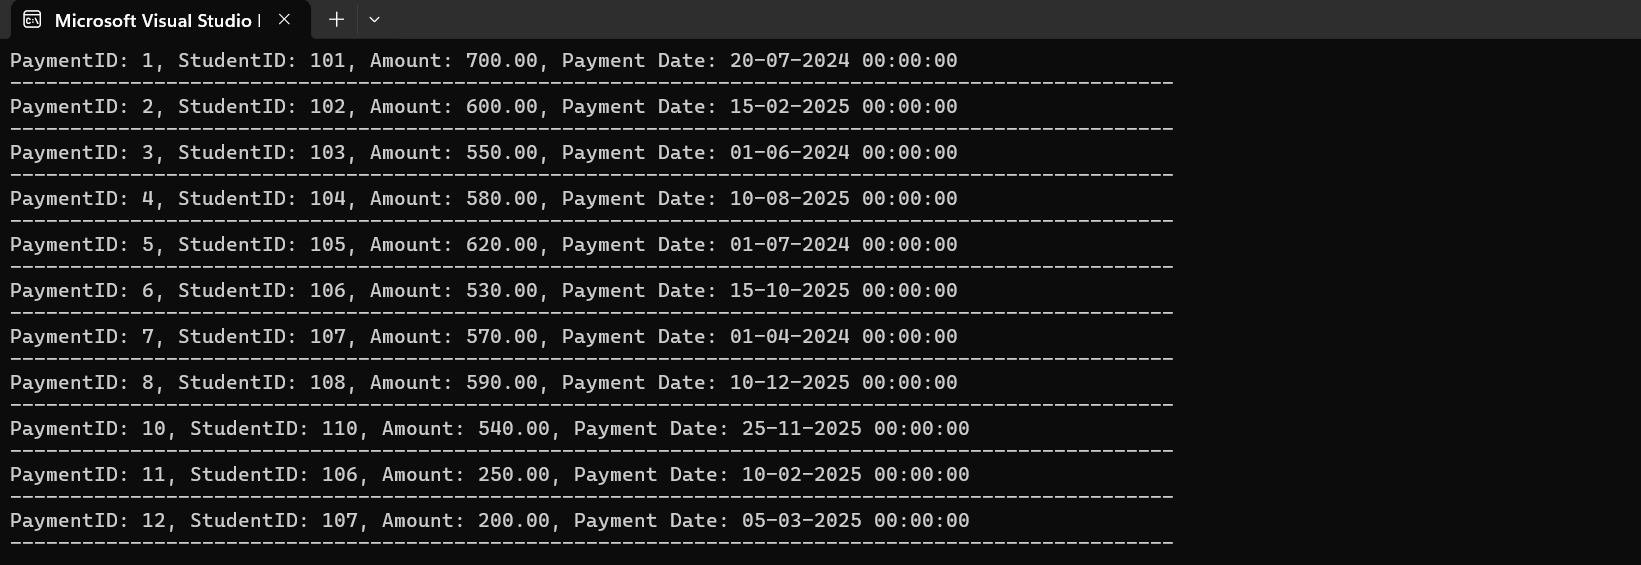 Microsoft Visual Studio
PaymentID: 1, StudentID: 101, Amount: 700.00, Payment Date: 20-07-2024 00:00:00
-------------------------------------------------------------------------------------------------
PaymentID: 2, StudentID: 102, Amount: 600.00, Payment Date: 15-02-2025 00:00:00
-------------------------------------------------------------------------------------------------
PaymentID: 3, StudentID: 103, Amount: 550.00, Payment Date: 01-06-2024 00:00:00
-------------------------------------------------------------------------------------------------
PaymentID: 4, StudentID: 104, Amount: 580.00, Payment Date: 10-08-2025 00:00:00
-------------------------------------------------------------------------------------------------
PaymentID: 5, StudentID: 105, Amount: 620.00, Payment Date: 01-07-2024 00:00:00
-------------------------------------------------------------------------------------------------
PaymentID: 6, StudentID: 106, Amount: 530.00, Payment Date: 15-10-2025 00:00:00
-------------------------------------------------------------------------------------------------
PaymentID: 7, StudentID: 107, Amount: 570.00, Payment Date: 01-04-2024 00:00:00
-------------------------------------------------------------------------------------------------
PaymentID: 8, StudentID: 108, Amount: 590.00, Payment Date: 10-12-2025 00:00:00
-------------------------------------------------------------------------------------------------
PaymentID: 10, StudentID: 110, Amount: 540.00, Payment Date: 25-11-2025 00:00:00
-------------------------------------------------------------------------------------------------
PaymentID: 11, StudentID: 106, Amount: 250.00, Payment Date: 10-02-2025 00:00:00
-------------------------------------------------------------------------------------------------
PaymentID: 12, StudentID: 107, Amount: 200.00, Payment Date: 05-03-2025 00:00:00
-------------------------------------------------------------------------------------------------